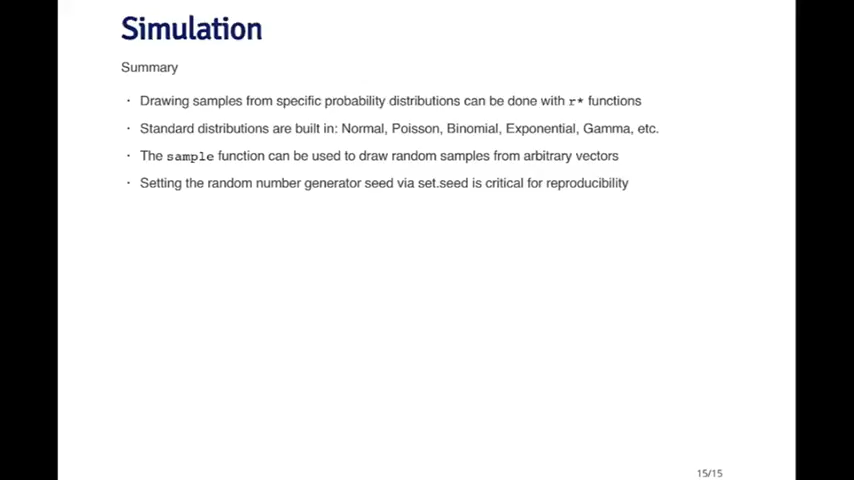 Simulation
Summary
· Drawing samples from specific probability distributions can be done with r* functions
· Standard distributions are built in: Normal, Poisson, Binomial, Exponential, Gamma, etc.
· The sample function can be used to draw random samples from arbitrary vectors
· Setting the random number generator seed via set.seed is critical for reproducibility
15/15